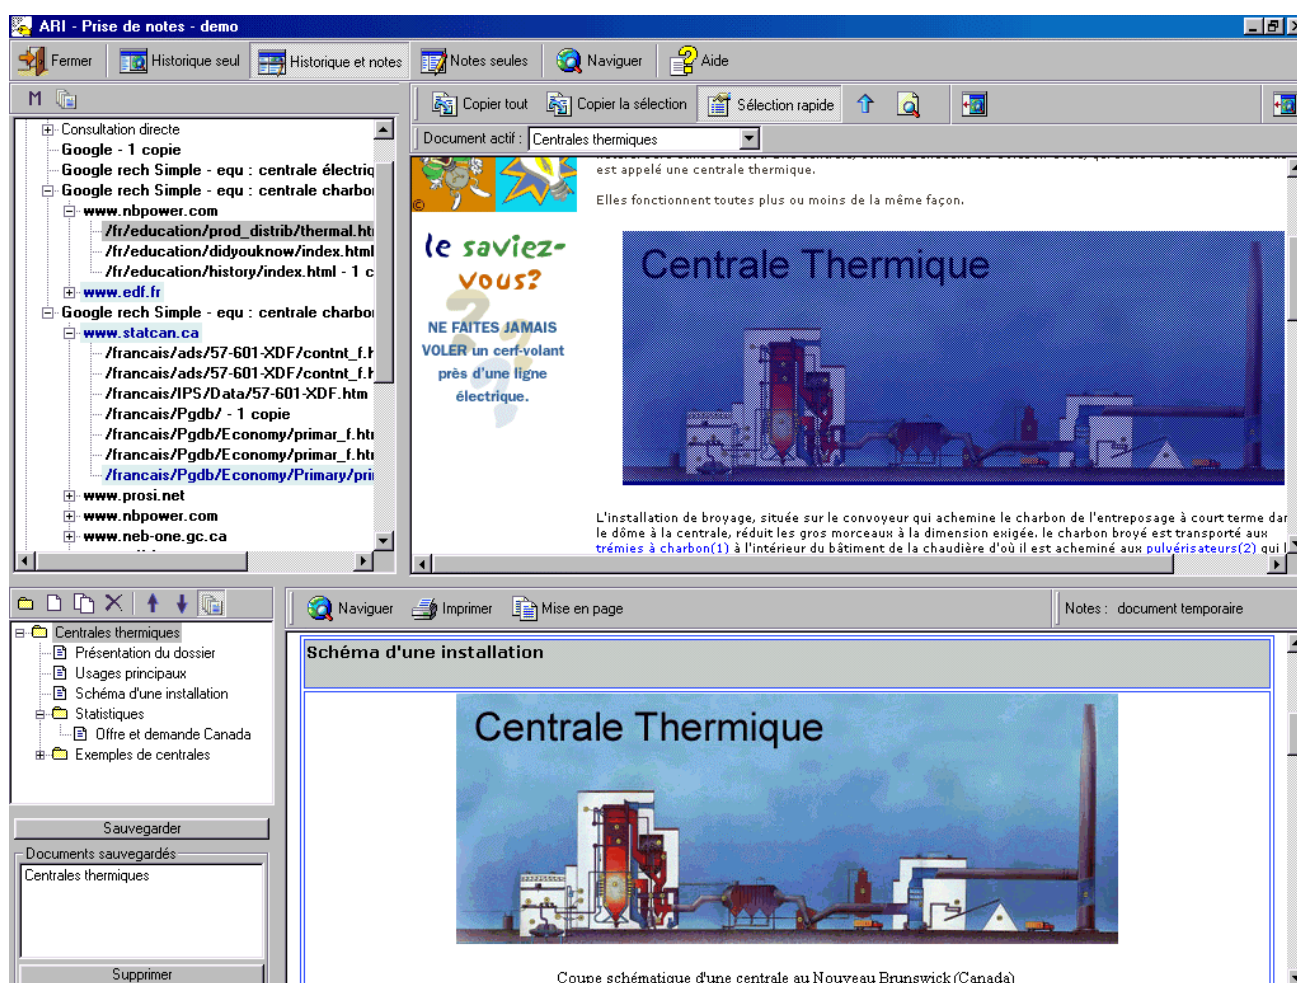 ARI - Prise de notes - demo
Fermer
Historique seul
Historique et notes
Notes seules
Naviguer
Aide
M
Copier tout
Copier la sélection
Sélection rapide
Document actif :
Centrales thermiques
Consultation directe
Google - 1 copie
Google rech Simple - equ : centrale électriq
Google rech Simple - equ : centrale charbo
www.nbpower.com
/fr/education/prod_distrib/thermal.ht
/fr/education/didyouknow/index.html
/fr/education/history/index.html - 1 c
www.edf.fr
Google rech Simple - equ : centrale charbo
www.statcan.ca
/francais/ads/57-601-XDF/contnt_f.h
/francais/ads/57-601-XDF/contnt_f.h
/francais/IPS/Data/57-601-XDF.htm
/francais/Pgdb/ - 1 copie
/francais/Pgdb/Economy/primar_f.ht
/francais/Pgdb/Economy/primar_f.ht
/francais/Pgdb/Economy/Primary/pri
www.prosi.net
www.nbpower.com
www.neb-one.gc.ca
©
le saviez-
vous?
NE FAITES JAMAIS
VOLER un cerf-volant
près d'une ligne
électrique.
est appelé une centrale thermique.
Elles fonctionnent toutes plus ou moins de la même façon.
Centrale Thermique
L'installation de broyage, située sur le convoyeur qui achemine le charbon de l'entreposage à court terme dan
le dôme à la centrale, réduit les gros morceaux à la dimension exigée. le charbon broyé est transporté aux
trémies à charbon(1) à l'intérieur du bâtiment de la chaudière d'où il est acheminé aux pulvérisateurs(2) qui l
Naviguer
Imprimer
Mise en page
Notes : document temporaire
Centrales thermiques
Présentation du dossier
Usages principaux
Schéma d'une installation
Statistiques
Offre et demande Canada
Exemples de centrales
Sauvegarder
Documents sauvegardés
Centrales thermiques
Supprimer
Schéma d'une installation
Centrale Thermique
Coupe schématique d'une centrale au Nouveau Brunswick (Canada)